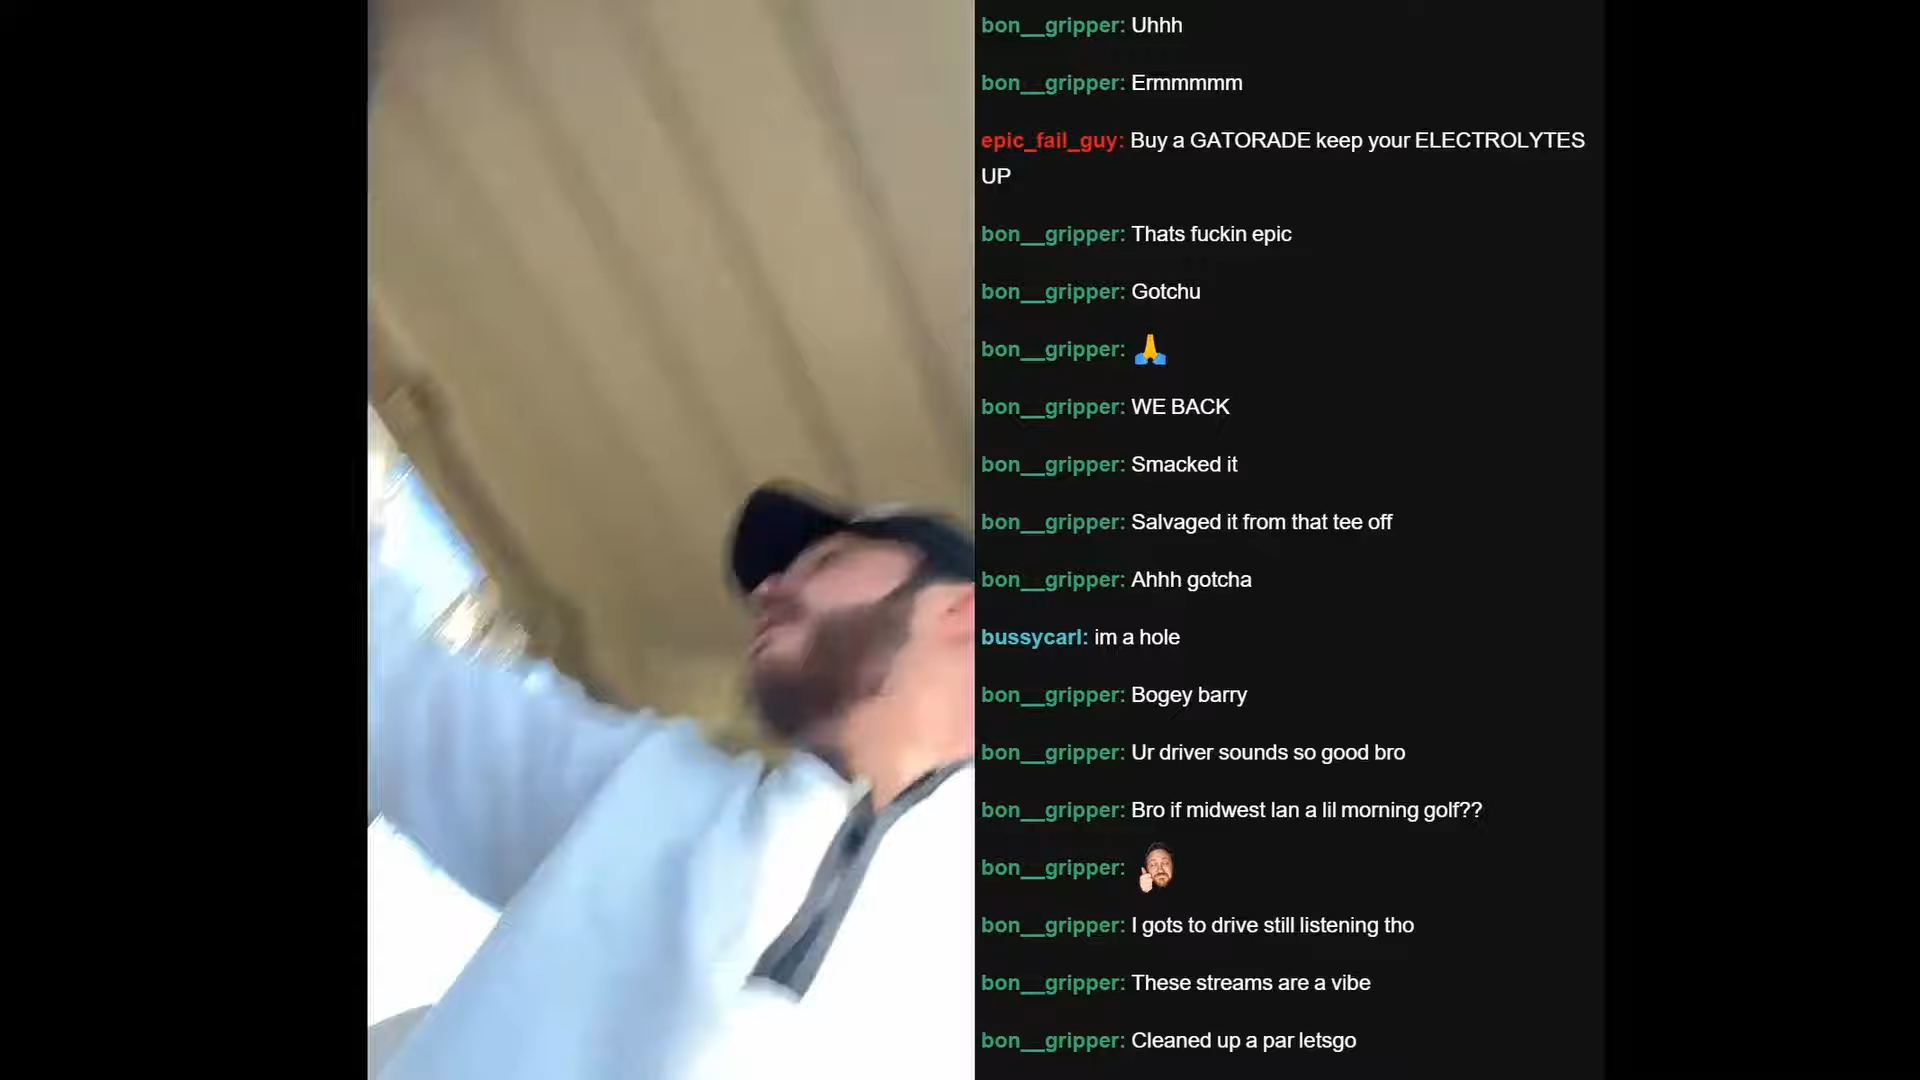 bon__gripper: Uhhh
bon__gripper: Ermmmmm
epic_fail_guy: Buy a GATORADE keep your ELECTROLYTES
UP
bon__gripper: Thats fuckin epic
bon__gripper: Gotchu
bon__gripper: 🙏
bon__gripper: WE BACK
bon__gripper: Smacked it
bon__gripper: Salvaged it from that tee off
bon__gripper: Ahhh gotcha
bussycarl: im a hole
bon__gripper: Bogey barry
bon__gripper: Ur driver sounds so good bro
bon__gripper: Bro if midwest lan a lil morning golf??
bon__gripper:
bon__gripper: I gots to drive still listening tho
bon__gripper: These streams are a vibe
bon__gripper: Cleaned up a par letsgo